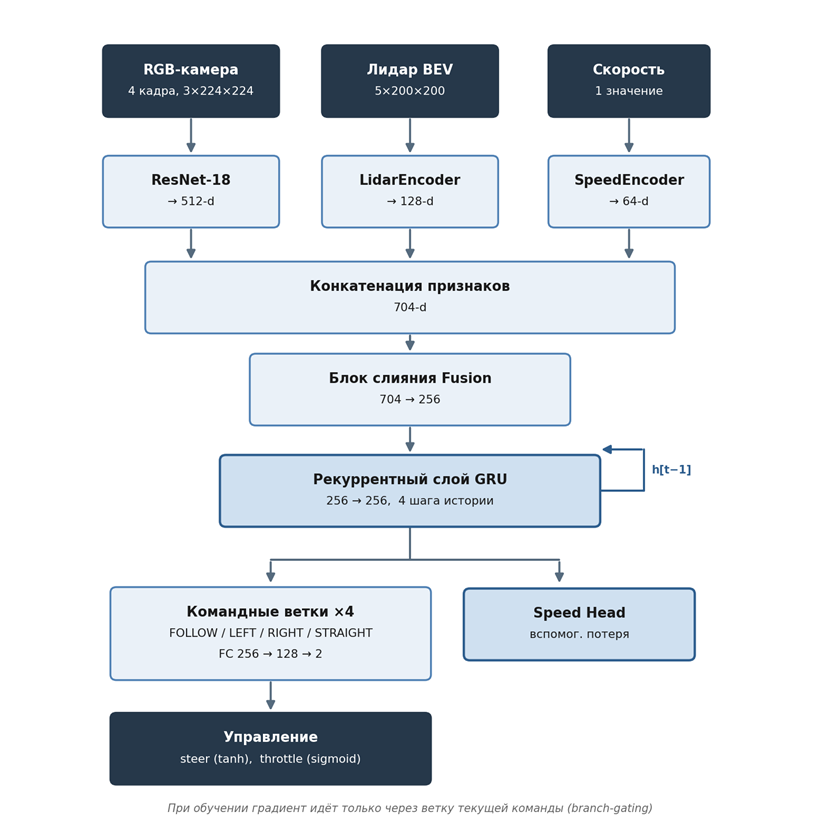 RGB-камера
4 кадра, 3×224×224
Лидар BEV
5×200×200
Скорость
1 значение
ResNet-18
→ 512-d
LidarEncoder
→ 128-d
SpeedEncoder
→ 64-d
Конкатенация признаков
704-d
Блок слияния Fusion
704 → 256
Рекуррентный слой GRU
256 → 256, 4 шага истории
h[t−1]
Командные ветки ×4
FOLLOW / LEFT / RIGHT / STRAIGHT
FC 256 → 128 → 2
Speed Head
вспомог. потеря
Управление
steer (tanh), throttle (sigmoid)
При обучении градиент идёт только через ветку текущей команды (branch-gating)